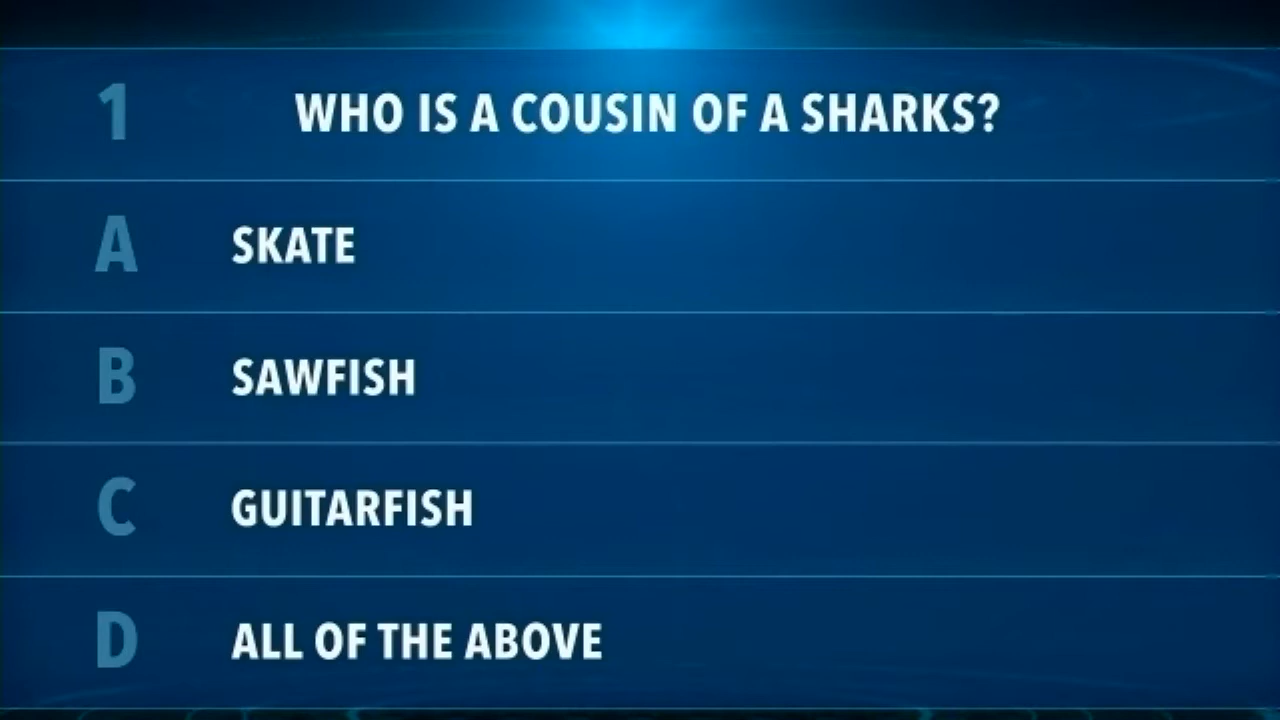 1 WHO IS A COUSIN OF A SHARKS?
A SKATE
B SAWFISH
C GUITARFISH
D ALL OF THE ABOVE